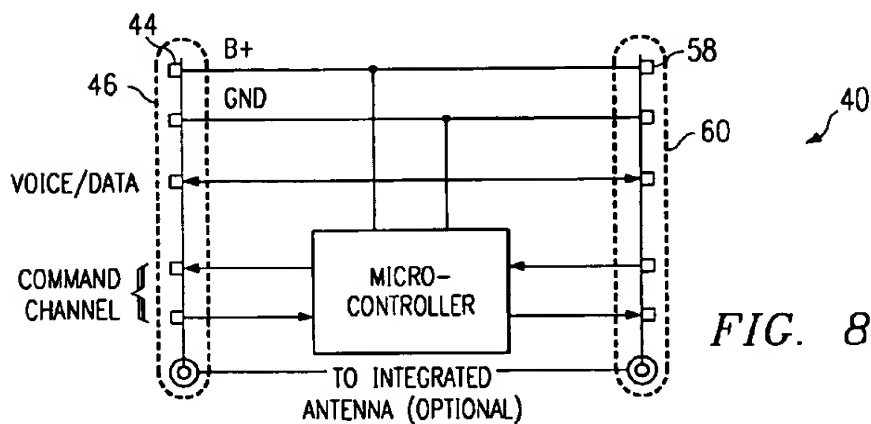 44
B+
58
46
GND
40
60
VOICE/DATA
COMMAND
CHANNEL
MICRO-
CONTROLLER
FIG. 8
TO INTEGRATED
ANTENNA (OPTIONAL)